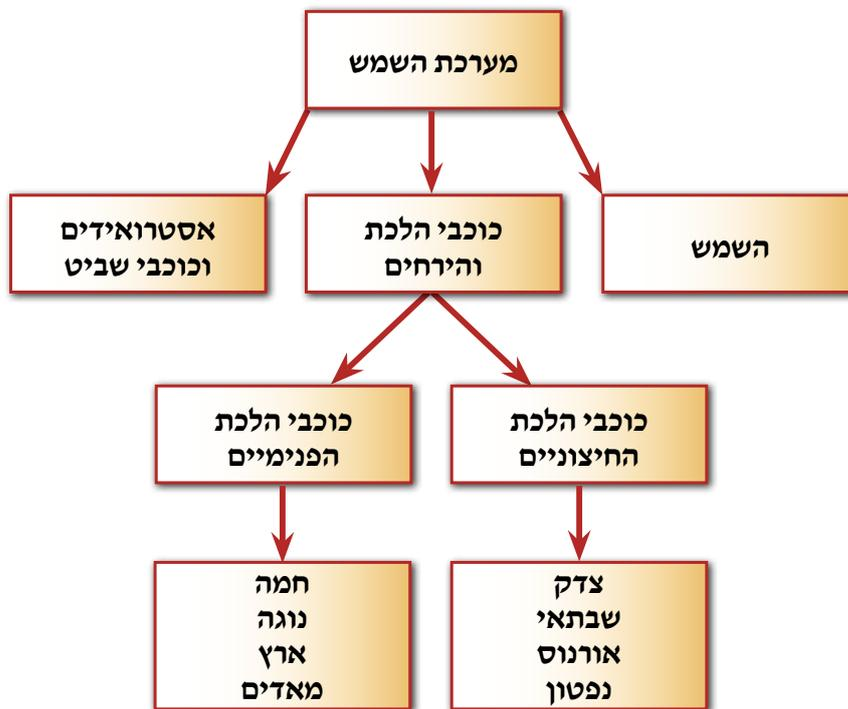 מערכת השמש
השמש
כוכבי הלכת
והירחים
אסטרואידים
וכוכבי שביט
כוכבי הלכת
החיצוניים
כוכבי הלכת
הפנימיים
צדק
שבתאי
אורנוס
נפטון
חמה
נוגה
ארץ
מאדים